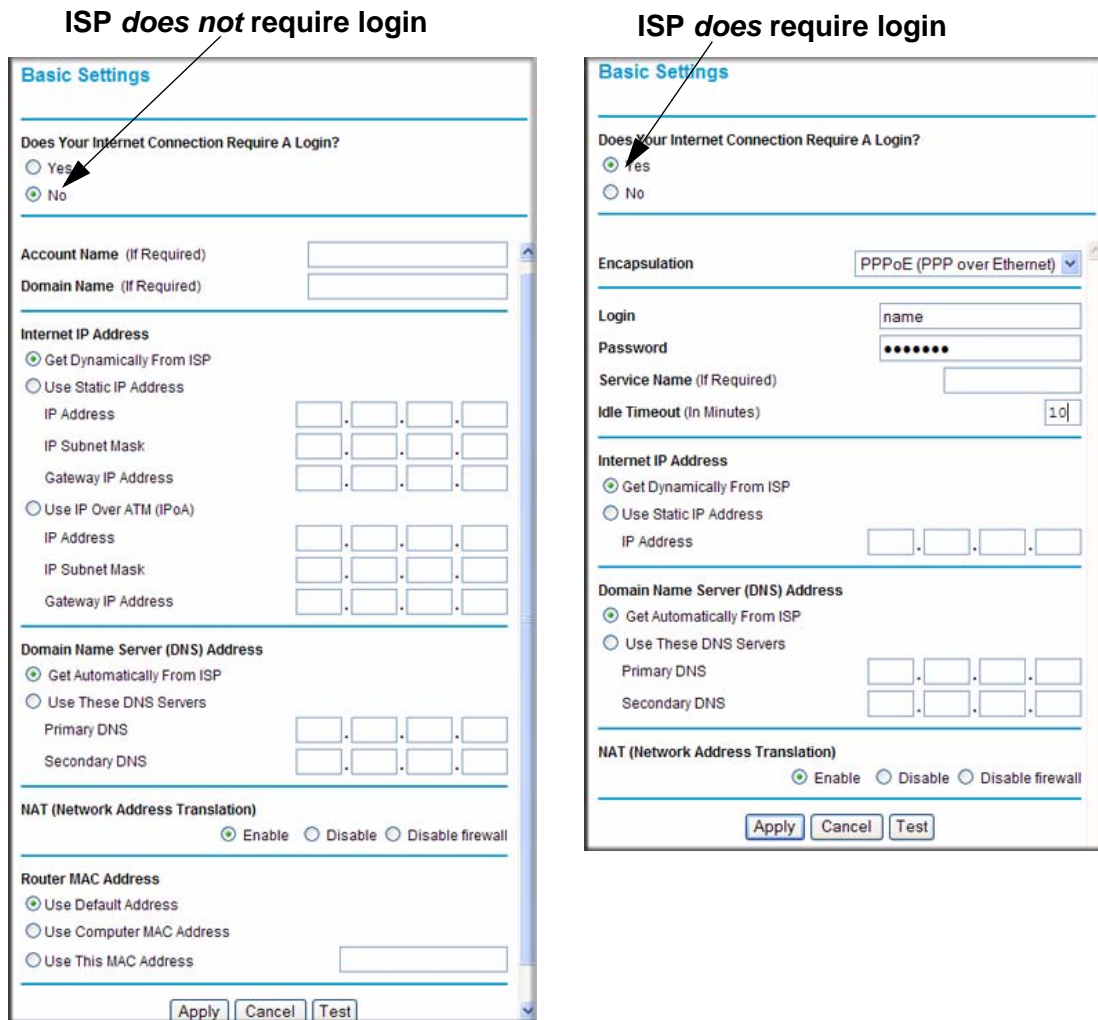 ISP does not require login
Basic Settings
Does Your Internet Connection Require A Login?
Yes
No
Account Name (If Required)
Domain Name (If Required)
Internet IP Address
Get Dynamically From ISP
Use Static IP Address
IP Address . . .
IP Subnet Mask . . .
Gateway IP Address . . .
Use IP Over ATM (IPoA)
IP Address . . .
IP Subnet Mask . . .
Gateway IP Address . . .
Domain Name Server (DNS) Address
Get Automatically From ISP
Use These DNS Servers
Primary DNS . . .
Secondary DNS . . .
NAT (Network Address Translation)
Enable Disable Disable firewall
Router MAC Address
Use Default Address
Use Computer MAC Address
Use This MAC Address
Apply Cancel Test
ISP does require login
Basic Settings
Does Your Internet Connection Require A Login?
Yes
No
Encapsulation PPPoE (PPP over Ethernet)
Login name
Password •••••••
Service Name (If Required)
Idle Timeout (In Minutes) 10
Internet IP Address
Get Dynamically From ISP
Use Static IP Address
IP Address . . .
Domain Name Server (DNS) Address
Get Automatically From ISP
Use These DNS Servers
Primary DNS . . .
Secondary DNS . . .
NAT (Network Address Translation)
Enable Disable Disable firewall
Apply Cancel Test